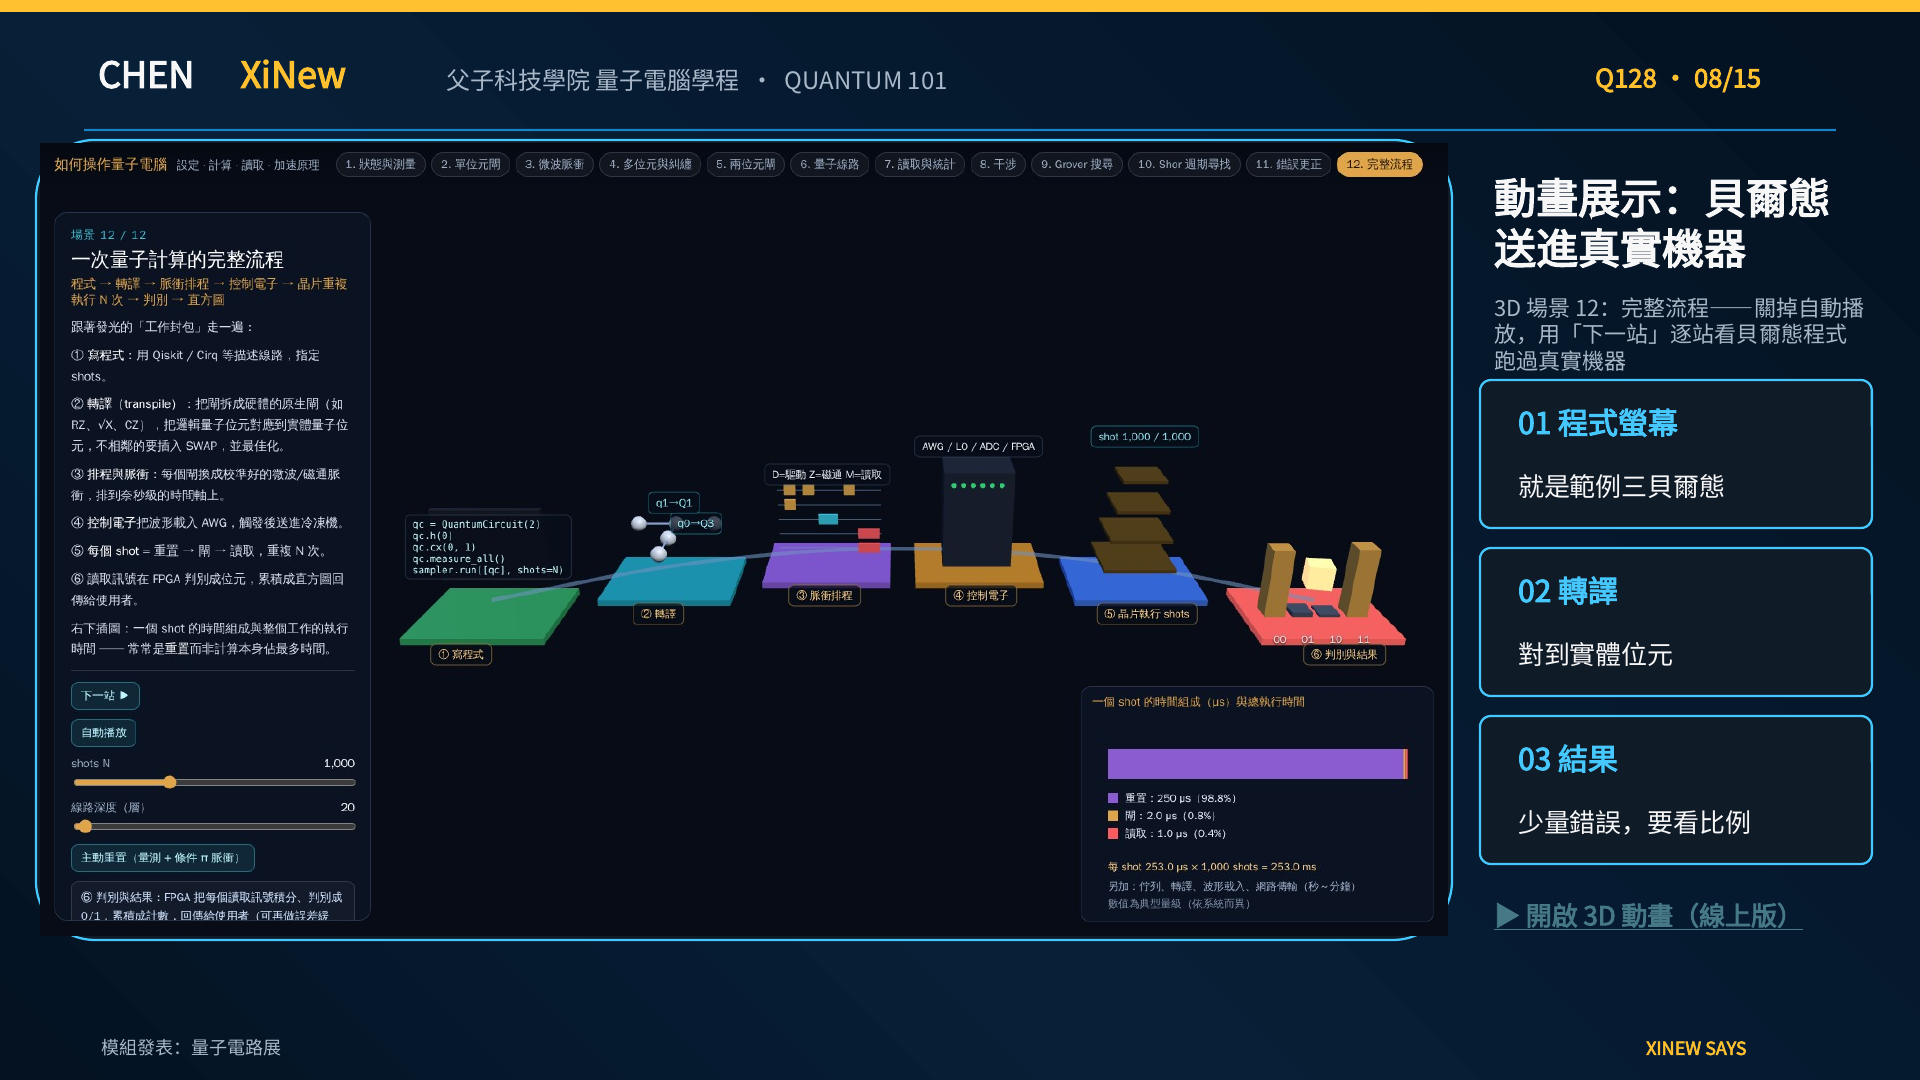 CHEN XiNew 父子科技學院 量子電腦學程 • QUANTUM 101 Q128 • 08/15
如何操作量子電腦 設定 · 計算 · 讀取 · 加速原理 1. 狀態與測量 2. 單位元閘 3. 微波脈衝 4. 多位元與糾纏 5. 兩位元閘 6. 量子線路 7. 讀取與統計 8. 干涉 9. Grover 搜尋 10. Shor 週期尋找 11. 錯誤更正 12. 完整流程
場景 12 / 12
一次量子計算的完整流程
程式 → 轉譯 → 脈衝排程 → 控制電子 → 晶片重複
執行 N 次 → 判別 → 直方圖
跟著發光的「工作封包」走一遍：
① 寫程式：用 Qiskit / Cirq 等描述線路，指定
shots。
② 轉譯（transpile）：把閘拆成硬體的原生閘（如
RZ、√X、CZ），把邏輯量子位元對應到實體量子位
元，不相鄰的要插入 SWAP，並最佳化。
③ 排程與脈衝：每個閘換成校準好的微波/磁通脈
衝，排到奈秒級的時間軸上。
④ 控制電子把波形載入 AWG，觸發後送進冷凍機。
⑤ 每個 shot = 重置 → 閘 → 讀取，重複 N 次。
⑥ 讀取訊號在 FPGA 判別成位元，累積成直方圖回
傳給使用者。
右下插圖：一個 shot 的時間組成與整個工作的執行
時間 —— 常常是重置而非計算本身佔最多時間。
下一站 ▶
自動播放
shots N 1,000
線路深度（層） 20
主動重置（量測 + 條件 π 脈衝）
⑥ 判別與結果：FPGA 把每個讀取訊號積分、判別成
0/1，累積成計數，回傳給使用者（可再做誤差緩
qc = QuantumCircuit(2)
qc.h(0)
qc.cx(0, 1)
qc.measure_all()
sampler.run([qc], shots=N)
① 寫程式
q1→Q1
q0→Q3
② 轉譯
D=驅動 Z=磁通 M=讀取
③ 脈衝排程
AWG / LO / ADC / FPGA
④ 控制電子
shot 1,000 / 1,000
⑤ 晶片執行 shots
00 01 10 11
⑥ 判別與結果
一個 shot 的時間組成（μs）與總執行時間
重置：250 μs（98.8%）
閘：2.0 μs（0.8%）
讀取：1.0 μs（0.4%）
每 shot 253.0 μs × 1,000 shots = 253.0 ms
另加：佇列、轉譯、波形載入、網路傳輸（秒～分鐘）
數值為典型量級（依系統而異）
動畫展示：貝爾態
送進真實機器
3D 場景 12：完整流程——關掉自動播
放，用「下一站」逐站看貝爾態程式
跑過真實機器
01 程式螢幕
就是範例三貝爾態
02 轉譯
對到實體位元
03 結果
少量錯誤，要看比例
▶ 開啟 3D 動畫（線上版）
模組發表：量子電路展
XINEW SAYS